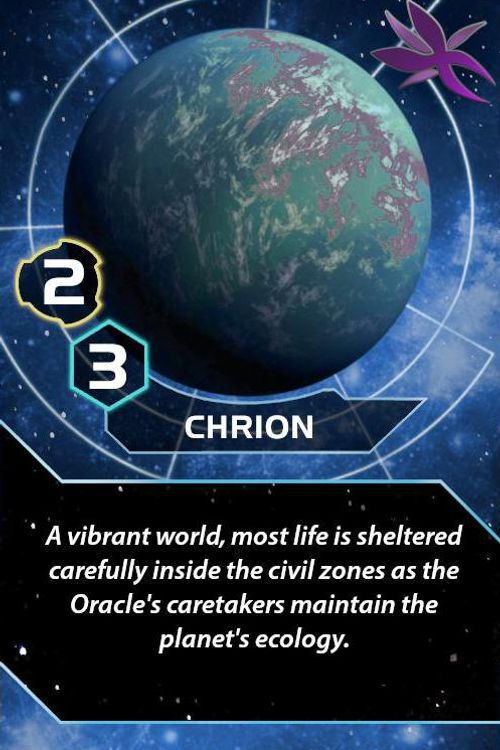 2
3
CHRION
A vibrant world, most life is sheltered
carefully inside the civil zones as the
Oracle's caretakers maintain the
planet's ecology.